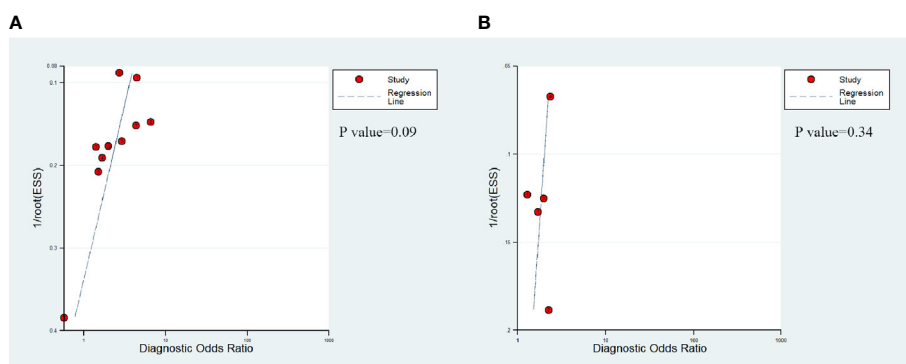 A
B
0.08
0.1
0.2
0.3
0.4
1/root(ESS)
1
10
100
1000
Diagnostic Odds Ratio
Study
Regression
Line
P value=0.09
.05
.1
.15
.2
1/root(ESS)
1
10
100
1000
Diagnostic Odds Ratio
Study
Regression
Line
P value=0.34